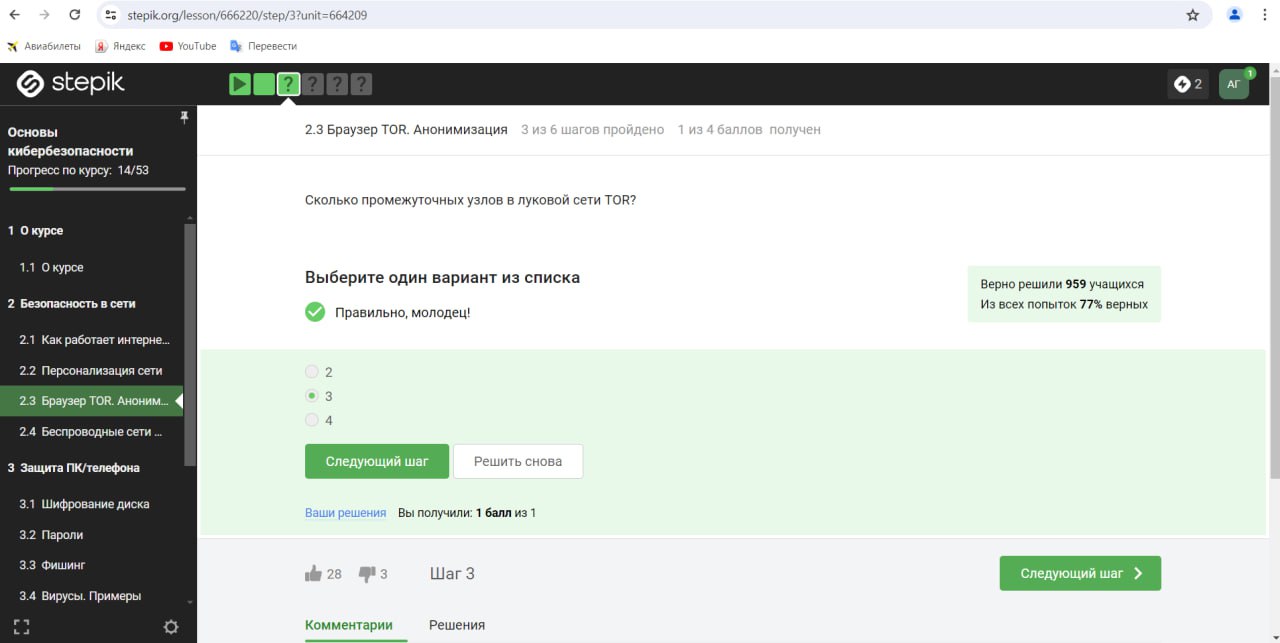 stepik.org/lesson/666220/step/3?unit=664209
Авиабилеты Яндекс YouTube Перевести
stepik
? ? ? ?
2
АГ
1
Основы
кибербезопасности
Прогресс по курсу: 14/53
1 О курсе
1.1 О курсе
2 Безопасность в сети
2.1 Как работает интерне...
2.2 Персонализация сети
2.3 Браузер TOR. Аноним...
2.4 Беспроводные сети ...
3 Защита ПК/телефона
3.1 Шифрование диска
3.2 Пароли
3.3 Фишинг
3.4 Вирусы. Примеры
2.3 Браузер TOR. Анонимизация 3 из 6 шагов пройдено 1 из 4 баллов получен
Сколько промежуточных узлов в луковой сети TOR?
Выберите один вариант из списка
Правильно, молодец!
Верно решили 959 учащихся
Из всех попыток 77% верных
2
3
4
Следующий шаг Решить снова
Ваши решения Вы получили: 1 балл из 1
28 3 Шаг 3
Следующий шаг
Комментарии Решения